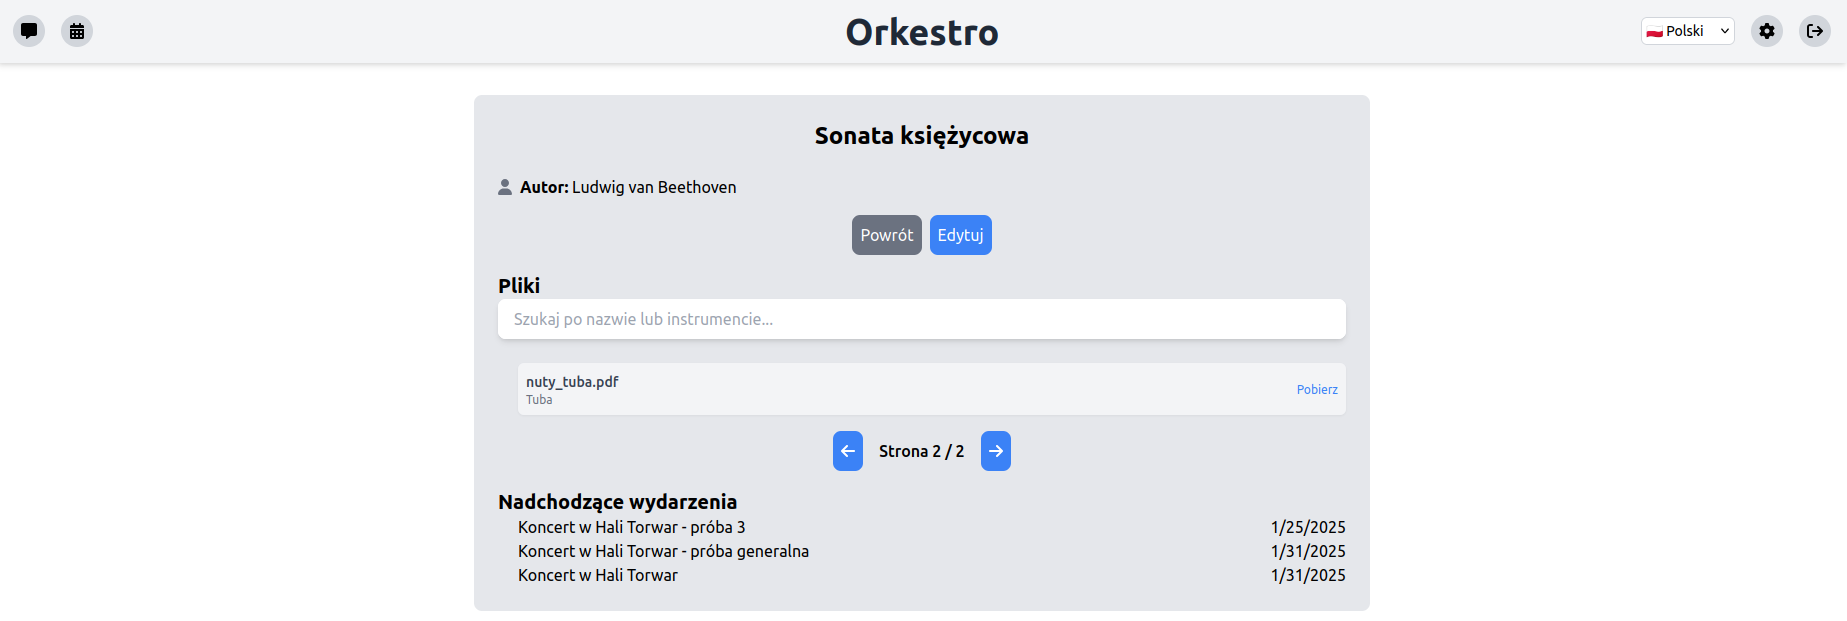 Orkestro
Polski
Sonata księżycowa
Autor: Ludwig van Beethoven
Powrót Edytuj
Pliki
Szukaj po nazwie lub instrumencie...
nuty_tuba.pdf
Tuba
Pobierz
Strona 2 / 2
Nadchodzące wydarzenia
Koncert w Hali Torwar - próba 3 1/25/2025
Koncert w Hali Torwar - próba generalna 1/31/2025
Koncert w Hali Torwar 1/31/2025